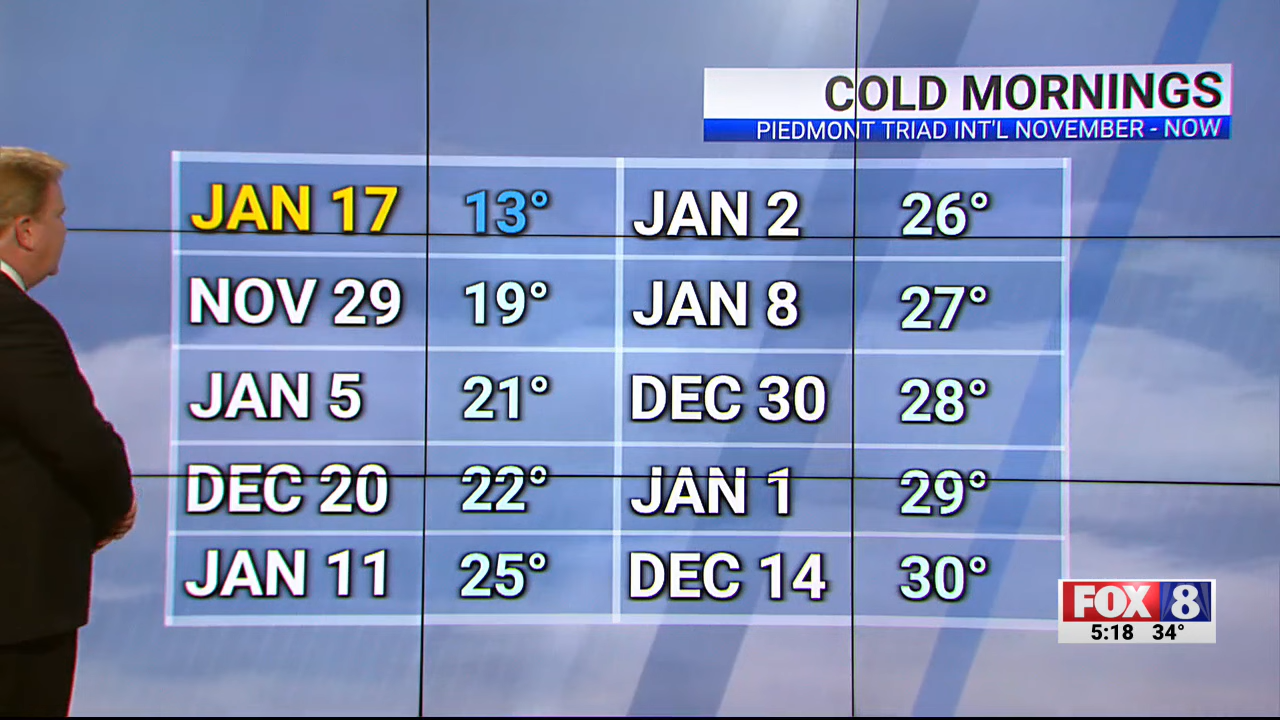 COLD MORNINGS
PIEDMONT TRIAD INT'L NOVEMBER - NOW
JAN 17 13° JAN 2 26°
NOV 29 19° JAN 8 27°
JAN 5 21° DEC 30 28°
DEC 20 22° JAN 1 29°
JAN 11 25° DEC 14 30°
FOX 8
5:18 34°